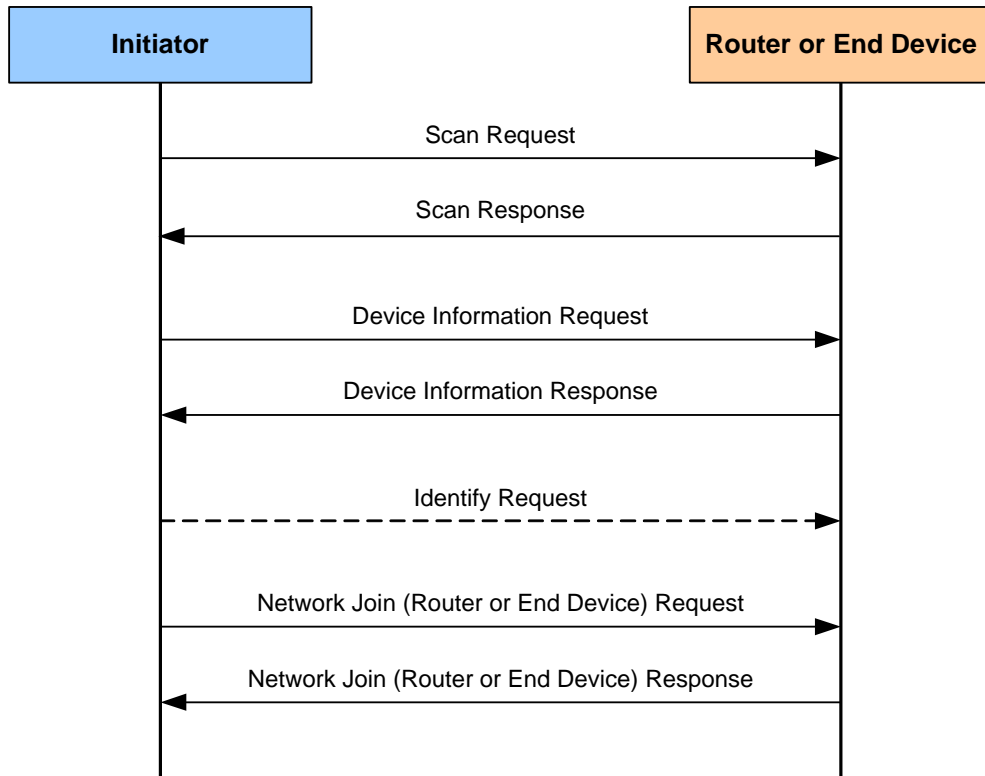 Initiator
Router or End Device
Scan Request
Scan Response
Device Information Request
Device Information Response
Identify Request
Network Join (Router or End Device) Request
Network Join (Router or End Device) Response